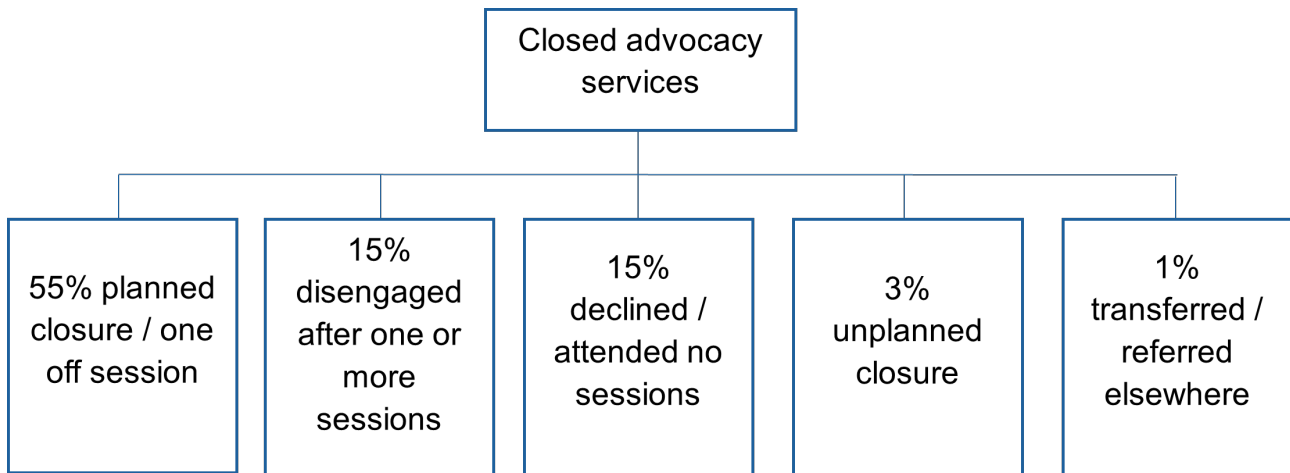 Closed advocacy
services
55% planned
closure / one
off session
15%
disengaged
after one or
more
sessions
15%
declined /
attended no
sessions
3%
unplanned
closure
1%
transferred /
referred
elsewhere